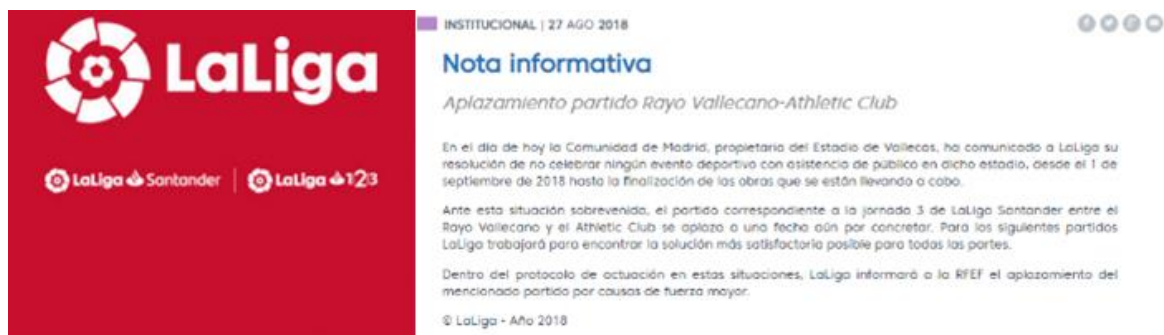 LaLiga
LaLiga Santander | LaLiga 123
INSTITUCIONAL | 27 AGO 2018
Nota informativa
Aplazamiento partido Rayo Vallecano-Athletic Club
En el día de hoy la Comunidad de Madrid, propietaria del Estadio de Vallecas, ha comunicado a LaLiga su
resolución de no celebrar ningún evento deportivo con asistencia de público en dicho estadio, desde el 1 de
septiembre de 2018 hasta la finalización de las obras que se están llevando a cabo.
Ante esta situación sobrevenida, el partido correspondiente a la jornada 3 de LaLiga Santander entre el
Rayo Vallecano y el Athletic Club se aplaza a una fecha aún por concretar. Para los siguientes partidos
LaLiga trabajará para encontrar la solución más satisfactoria posible para todas las partes.
Dentro del protocolo de actuación en estas situaciones, LaLiga informará a la RFEF el aplazamiento del
mencionado partido por causas de fuerza mayor.
© LaLiga - Año 2018